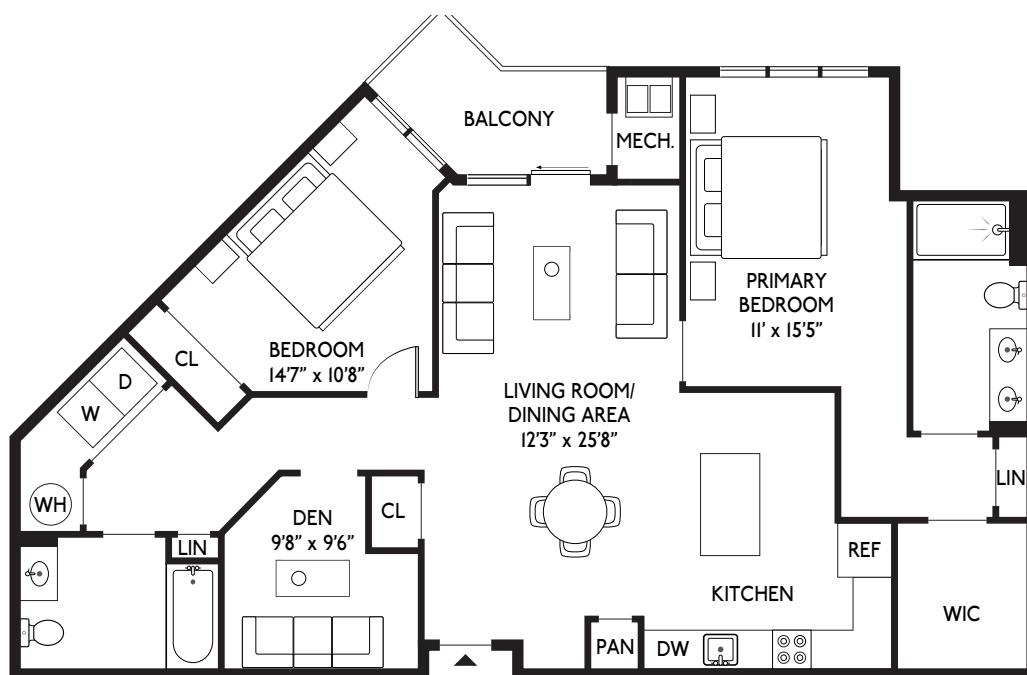 BALCONY
MECH.
PRIMARY
BEDROOM
11' x 15'5"
BEDROOM
14'7" x 10'8"
CL
D
W
LIVING ROOM/
DINING AREA
12'3" x 25'8"
WH
LIN
DEN
9'8" x 9'6"
CL
LIN
REF
KITCHEN
WIC
PAN
DW